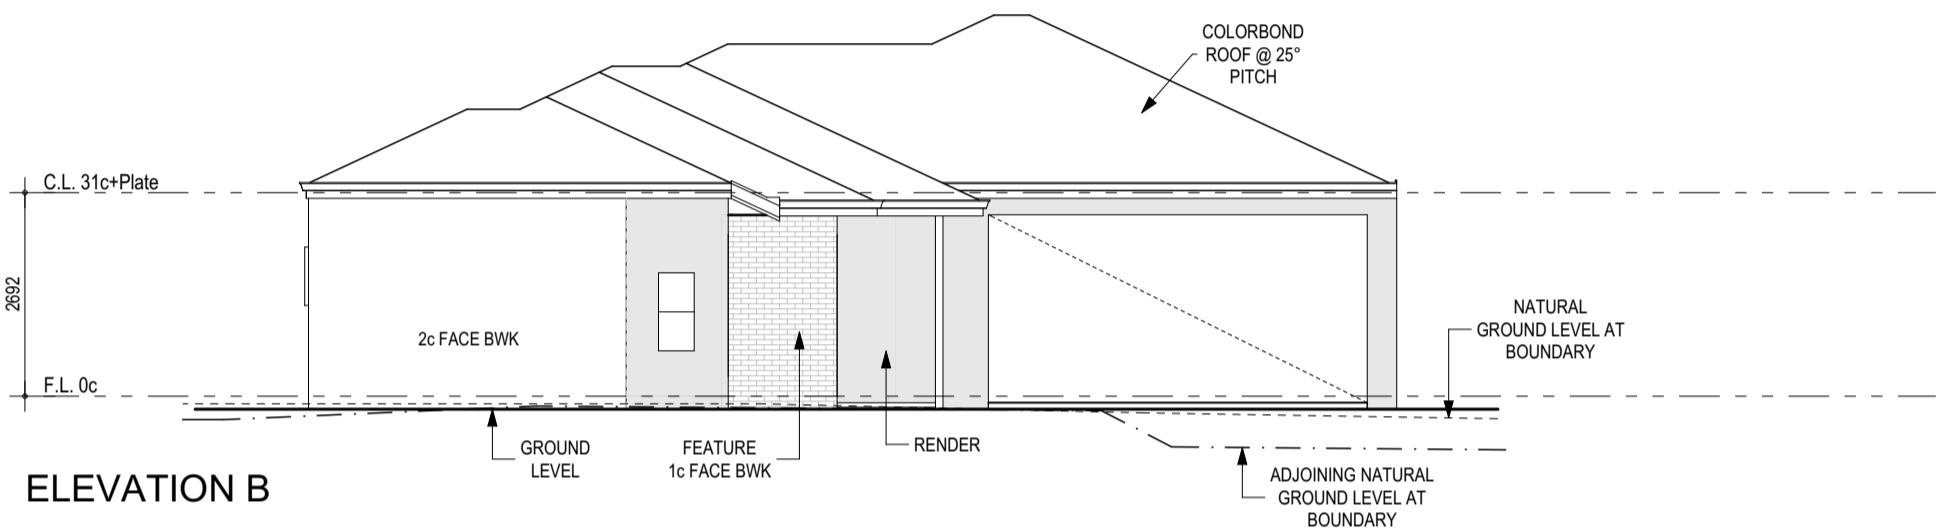 COLORBOND
ROOF @ 25°
PITCH
C.L. 31c+Plate
2692
2c FACE BWK
F.L. 0c
NATURAL
GROUND LEVEL AT
BOUNDARY
GROUND
LEVEL
FEATURE
1c FACE BWK
RENDER
ADJOINING NATURAL
GROUND LEVEL AT
BOUNDARY
ELEVATION B